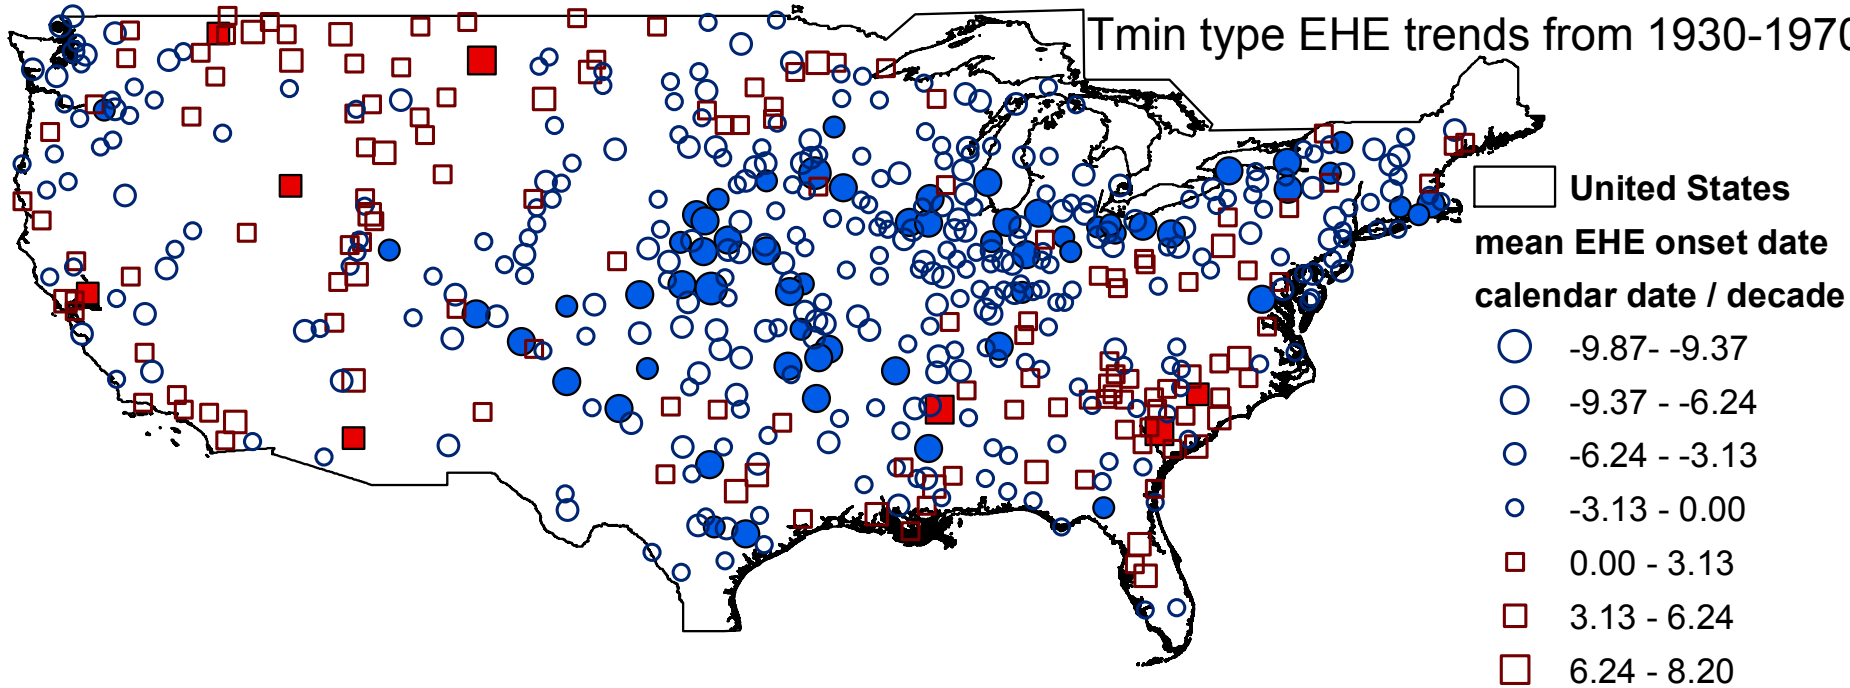 Tmin type EHE trends from 1930-1970
United States
mean EHE onset date
calendar date / decade
-9.87- -9.37
-9.37 - -6.24
-6.24 - -3.13
-3.13 - 0.00
0.00 - 3.13
3.13 - 6.24
6.24 - 8.20